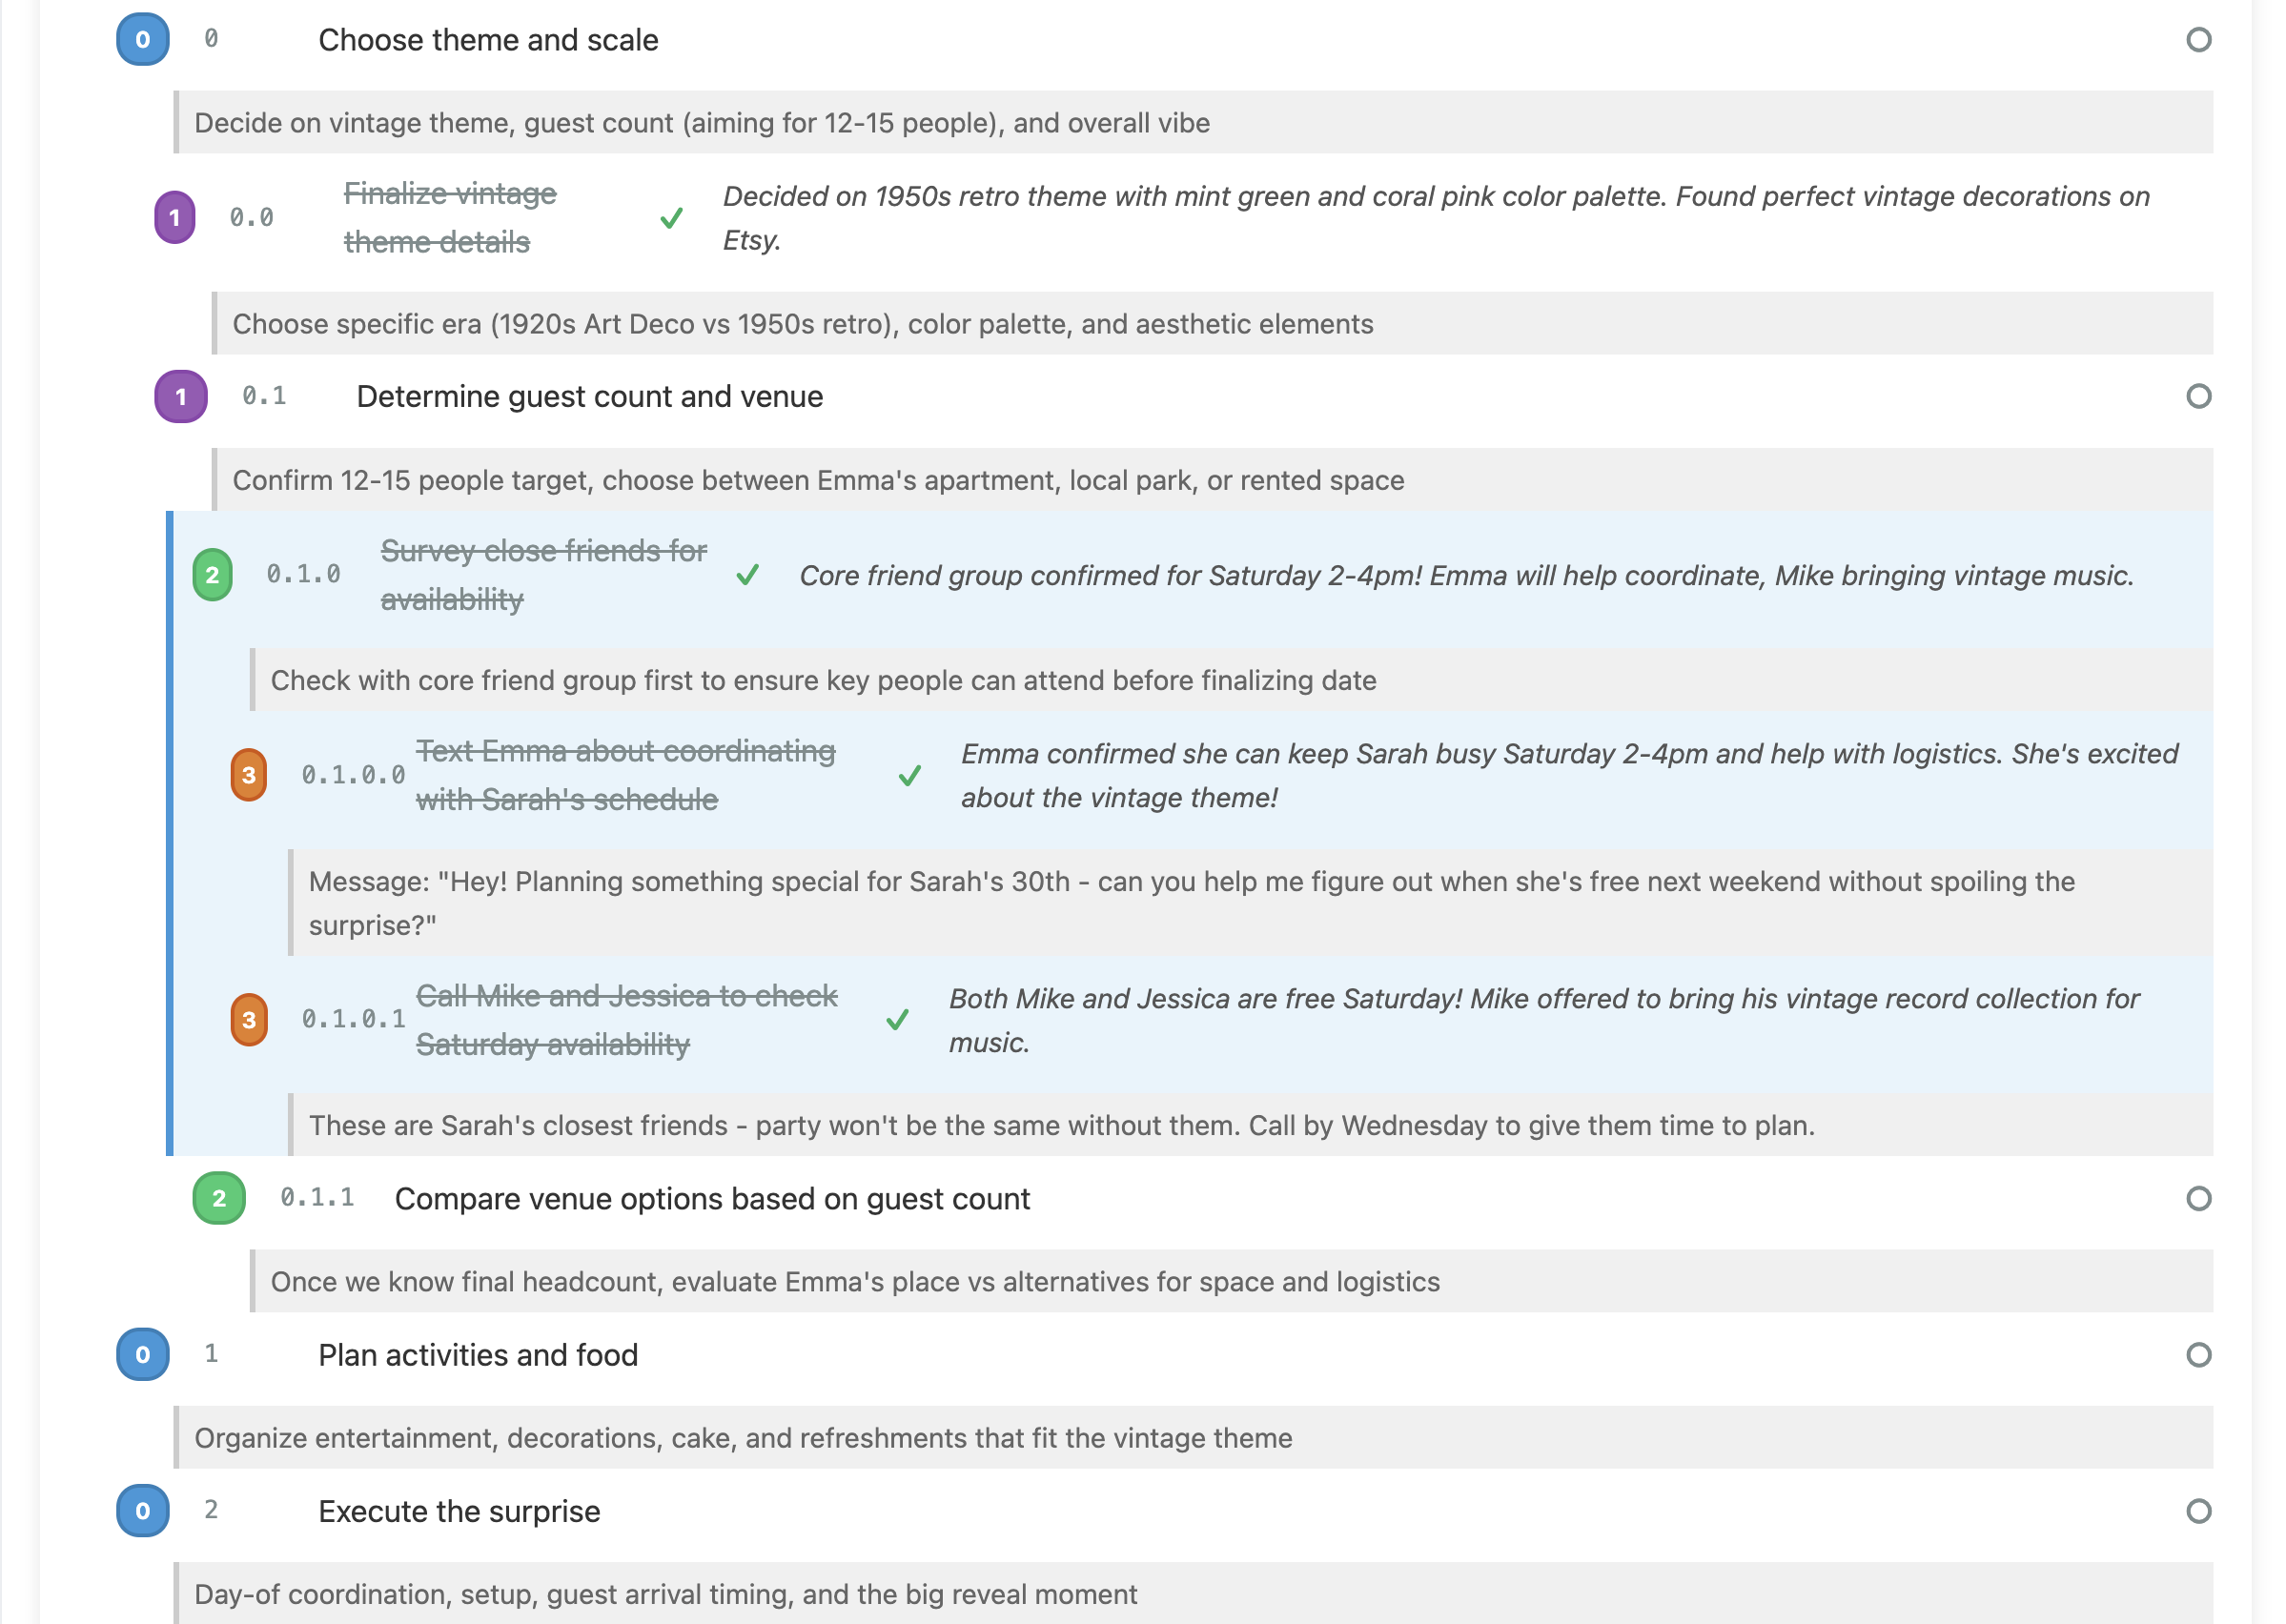 0 0 Choose theme and scale
Decide on vintage theme, guest count (aiming for 12-15 people), and overall vibe
1 0.0 Finalize vintage
theme details
✓ Decided on 1950s retro theme with mint green and coral pink color palette. Found perfect vintage decorations on
Etsy.
Choose specific era (1920s Art Deco vs 1950s retro), color palette, and aesthetic elements
1 0.1 Determine guest count and venue
Confirm 12-15 people target, choose between Emma's apartment, local park, or rented space
2 0.1.0 Survey close friends for
availability
✓ Core friend group confirmed for Saturday 2-4pm! Emma will help coordinate, Mike bringing vintage music.
Check with core friend group first to ensure key people can attend before finalizing date
3 0.1.0.0 Text Emma about coordinating
with Sarah's schedule
✓ Emma confirmed she can keep Sarah busy Saturday 2-4pm and help with logistics. She's excited
about the vintage theme!
Message: "Hey! Planning something special for Sarah's 30th - can you help me figure out when she's free next weekend without spoiling the
surprise?"
3 0.1.0.1 Call Mike and Jessica to check
Saturday availability
✓ Both Mike and Jessica are free Saturday! Mike offered to bring his vintage record collection for
music.
These are Sarah's closest friends - party won't be the same without them. Call by Wednesday to give them time to plan.
2 0.1.1 Compare venue options based on guest count
Once we know final headcount, evaluate Emma's place vs alternatives for space and logistics
0 1 Plan activities and food
Organize entertainment, decorations, cake, and refreshments that fit the vintage theme
0 2 Execute the surprise
Day-of coordination, setup, guest arrival timing, and the big reveal moment